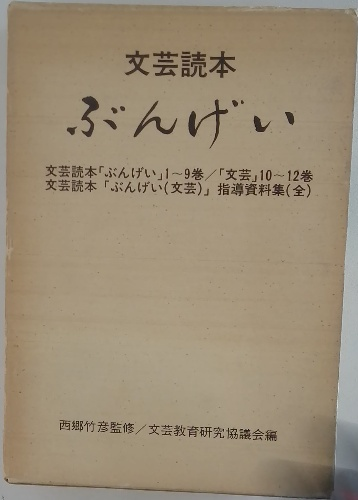 文芸読本
ぶんげい
文芸読本「ぶんげい」1〜9巻/「文芸」10〜12巻
文芸読本「ぶんげい(文芸)」指導資料集(全)
西郷竹彦監修/文芸教育研究協議会編